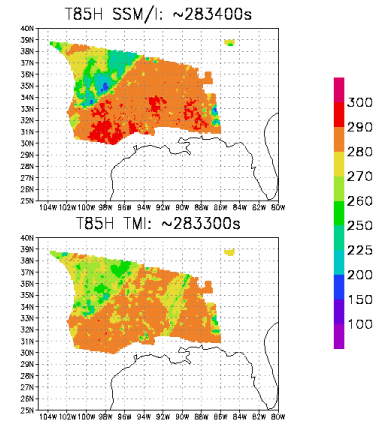 T85H SSM/I: ~283400s
40N
39N
38N
37N
36N
35N
34N
33N
32N
31N
30N
29N
28N
27N
26N
25N
104W 102W 100W 98W 96W 94W 92W 90W 88W 86W 84W 82W 80W
300
290
280
270
260
250
225
200
150
100
T85H TMI: ~283300s
40N
39N
38N
37N
36N
35N
34N
33N
32N
31N
30N
29N
28N
27N
26N
25N
104W 102W 100W 98W 96W 94W 92W 90W 88W 86W 84W 82W 80W